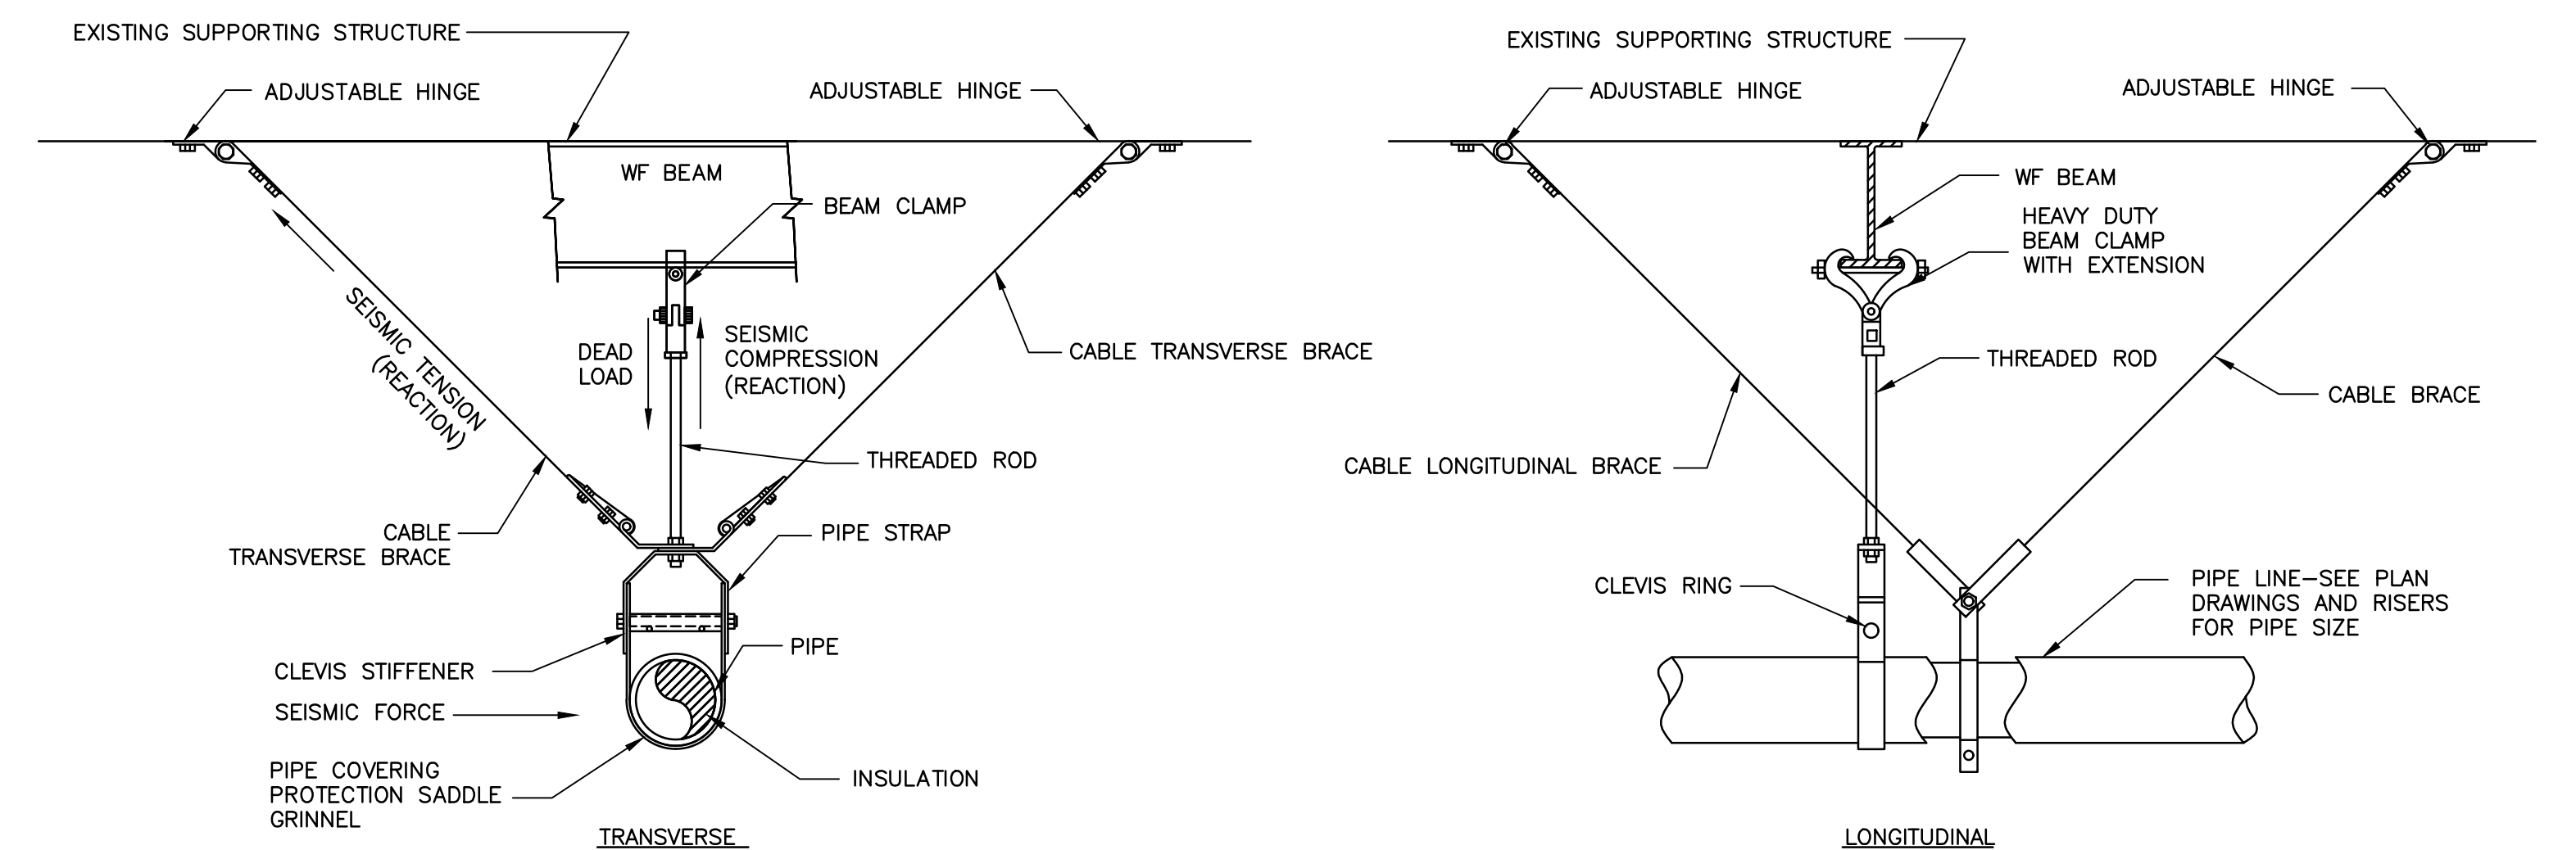 EXISTING SUPPORTING STRUCTURE
ADJUSTABLE HINGE
ADJUSTABLE HINGE
WF BEAM
BEAM CLAMP
SEISMIC TENSION
(REACTION)
DEAD
LOAD
SEISMIC
COMPRESSION
(REACTION)
CABLE TRANSVERSE BRACE
THREADED ROD
CABLE
TRANSVERSE BRACE
PIPE STRAP
PIPE
CLEVIS STIFFENER
SEISMIC FORCE
PIPE COVERING
PROTECTION SADDLE
GRINNEL
INSULATION
TRANSVERSE
EXISTING SUPPORTING STRUCTURE
ADJUSTABLE HINGE
ADJUSTABLE HINGE
WF BEAM
HEAVY DUTY
BEAM CLAMP
WITH EXTENSION
THREADED ROD
CABLE BRACE
CABLE LONGITUDINAL BRACE
CLEVIS RING
PIPE LINE-SEE PLAN
DRAWINGS AND RISERS
FOR PIPE SIZE
LONGITUDINAL